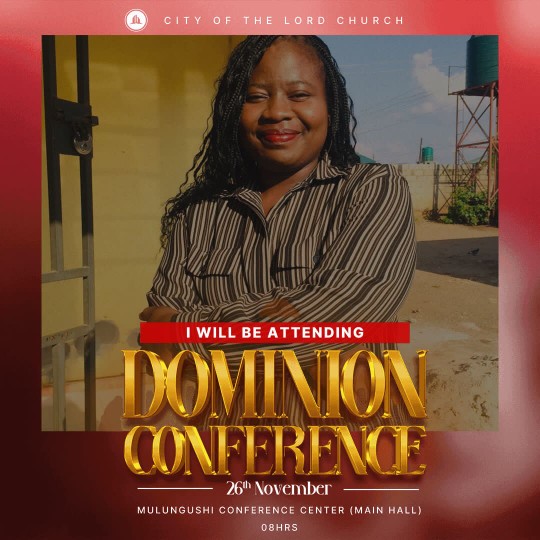 CITY OF THE LORD CHURCH
I WILL BE ATTENDING
DOMINION
CONFERENCE
26th November
MULUNGUSHI CONFERENCE CENTER (MAIN HALL)
08HRS